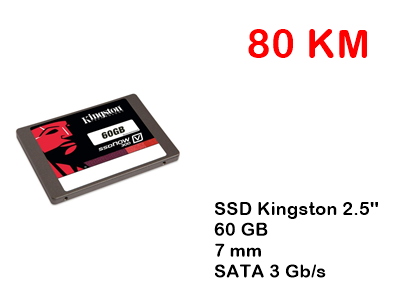 80 KM
Kingston
60GB
SSDNOW V
SSD Kingston 2.5"
60 GB
7 mm
SATA 3 Gb/s